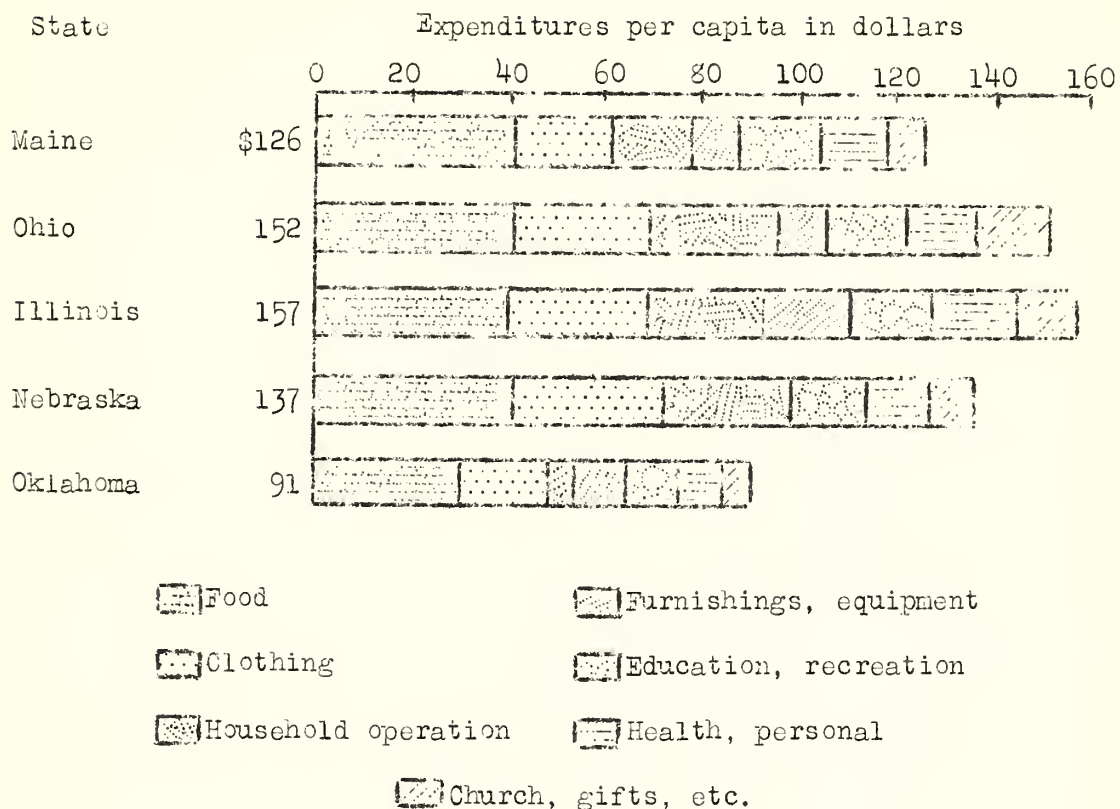 State Expenditures per capita in dollars
0 20 40 60 80 100 120 140 160
Maine $126
Ohio 152
Illinois 157
Nebraska 137
Oklahoma 91
Food Furnishings, equipment
Clothing Education, recreation
Household operation Health, personal
Church, gifts, etc.